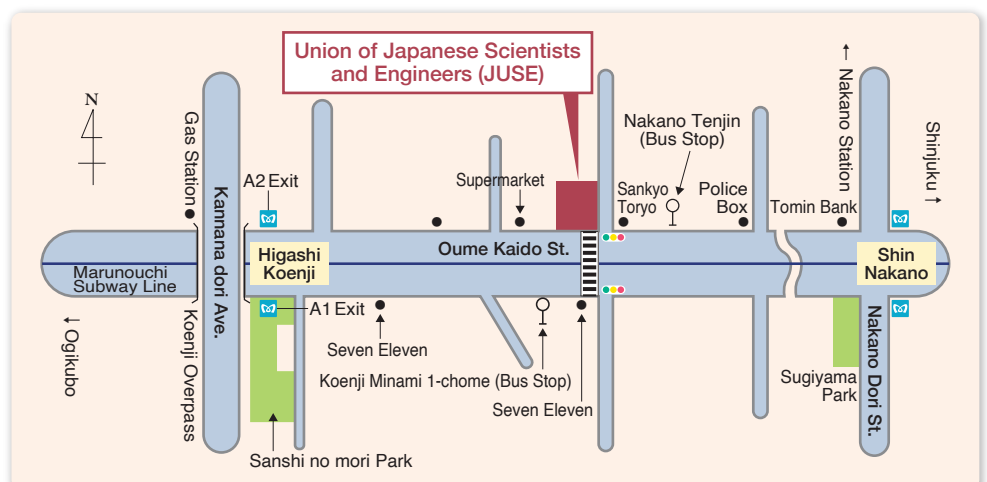 Union of Japanese Scientists
and Engineers (JUSE)
N
Gas Station
Kannana dori Ave.
A2 Exit
Supermarket
Nakano Tenjin
(Bus Stop)
Sankyo
Toryo
Police
Box
Tomin Bank
↑ Nakano Station
Shinjuku ↑
Marunouchi
Subway Line
Higashi
Koenji
Oume Kaido St.
Shin
Nakano
← Ogikubo
Koenji Overpass
A1 Exit
Seven Eleven
Koenji Minami 1-chome (Bus Stop)
Seven Eleven
Sugiyama
Park
Nakano Dori St.
Sanshi no mori Park